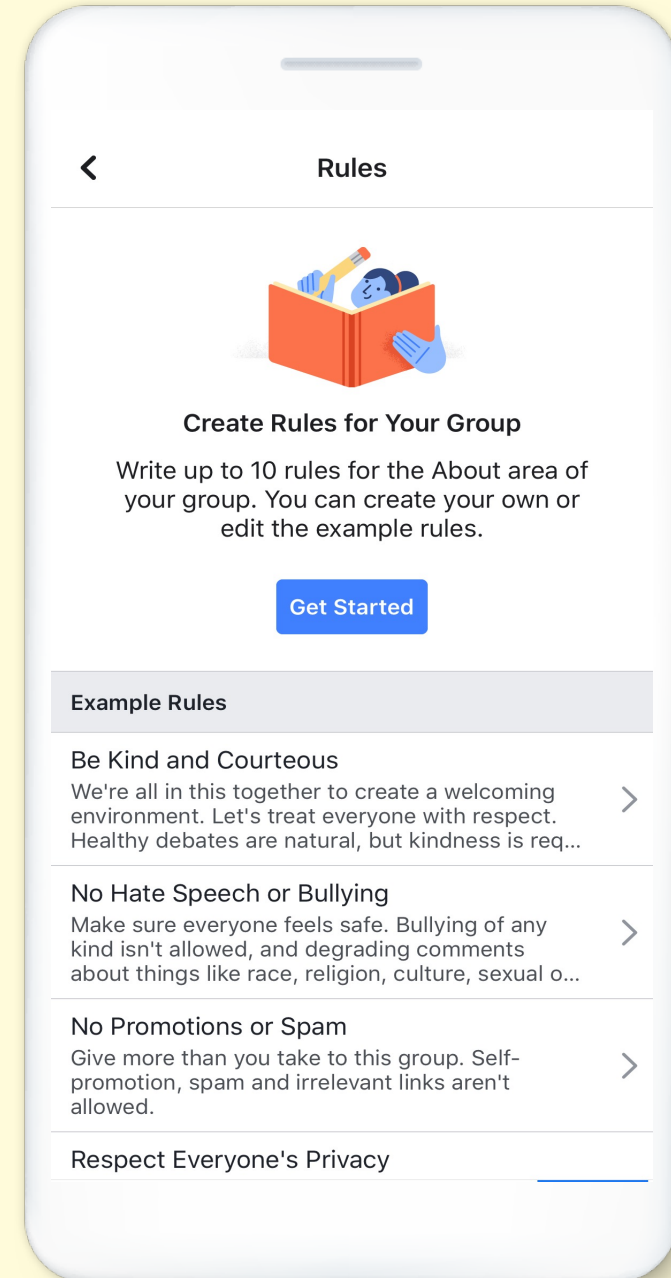 Rules
Create Rules for Your Group
Write up to 10 rules for the About area of
your group. You can create your own or
edit the example rules.
Get Started
Example Rules
Be Kind and Courteous
We're all in this together to create a welcoming
environment. Let's treat everyone with respect.
Healthy debates are natural, but kindness is req...
No Hate Speech or Bullying
Make sure everyone feels safe. Bullying of any
kind isn't allowed, and degrading comments
about things like race, religion, culture, sexual o...
No Promotions or Spam
Give more than you take to this group. Self-
promotion, spam and irrelevant links aren't
allowed.
Respect Everyone's Privacy